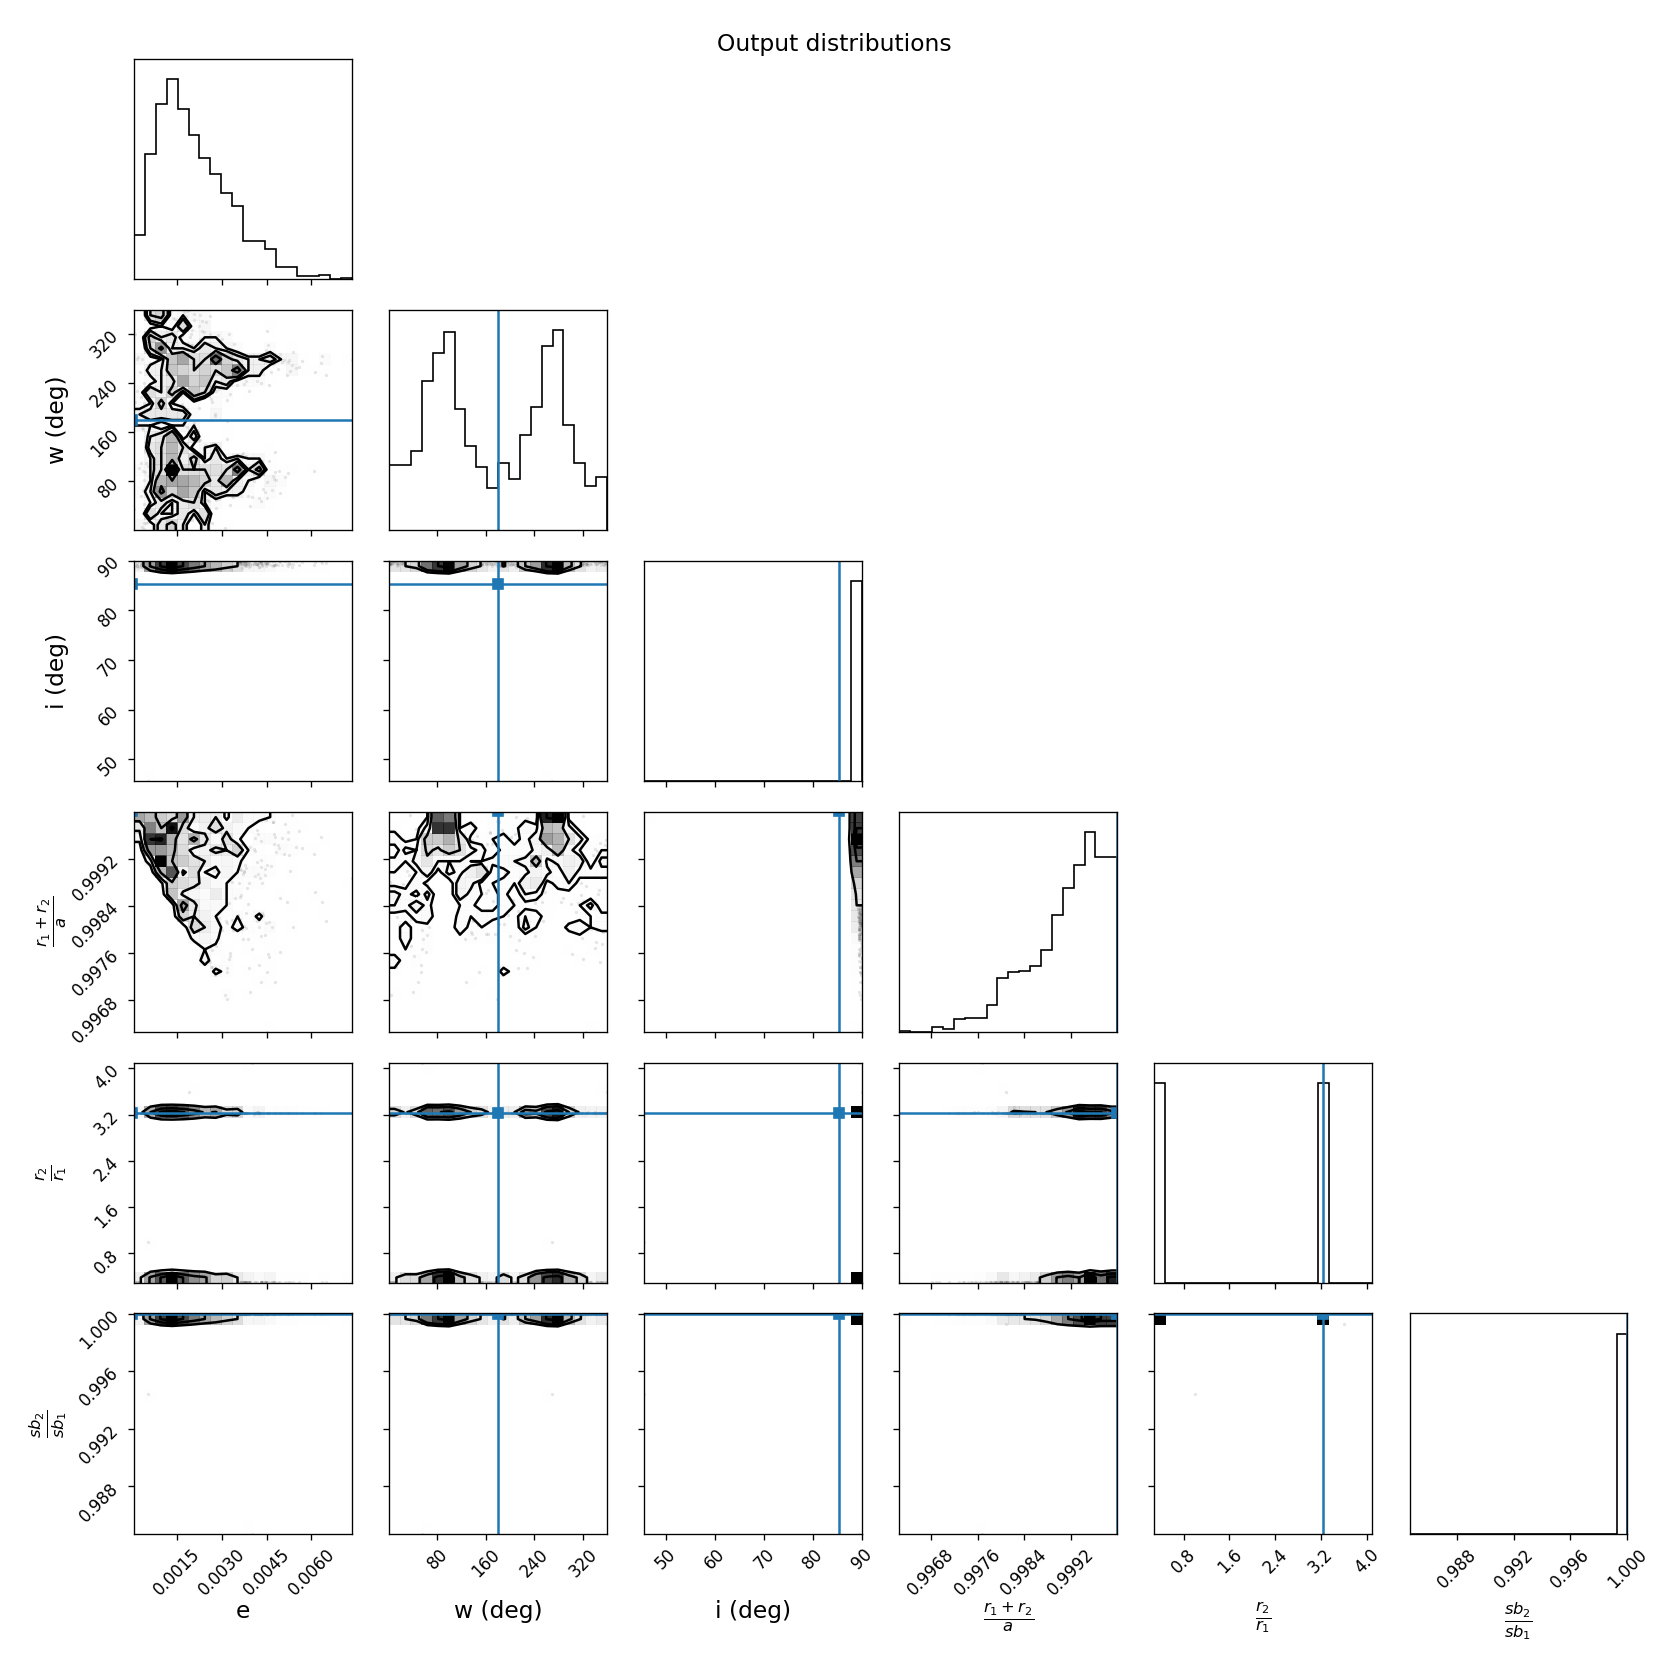 Output distributions
w (deg)
320
240
160
80
i (deg)
90
80
70
60
50
r₁ + r₂
a
0.9992
0.9984
0.9976
0.9968
r₂
r₁
4.0
3.2
2.4
1.6
0.8
sb₂
sb₁
1.000
0.996
0.992
0.988
0.0015 0.0030 0.0045 0.0060
e
80 160 240 320
w (deg)
50 60 70 80 90
i (deg)
0.9968 0.9976 0.9984 0.9992
r₁ + r₂
a
0.8 1.6 2.4 3.2 4.0
r₂
r₁
0.988 0.992 0.996 1.000
sb₂
sb₁